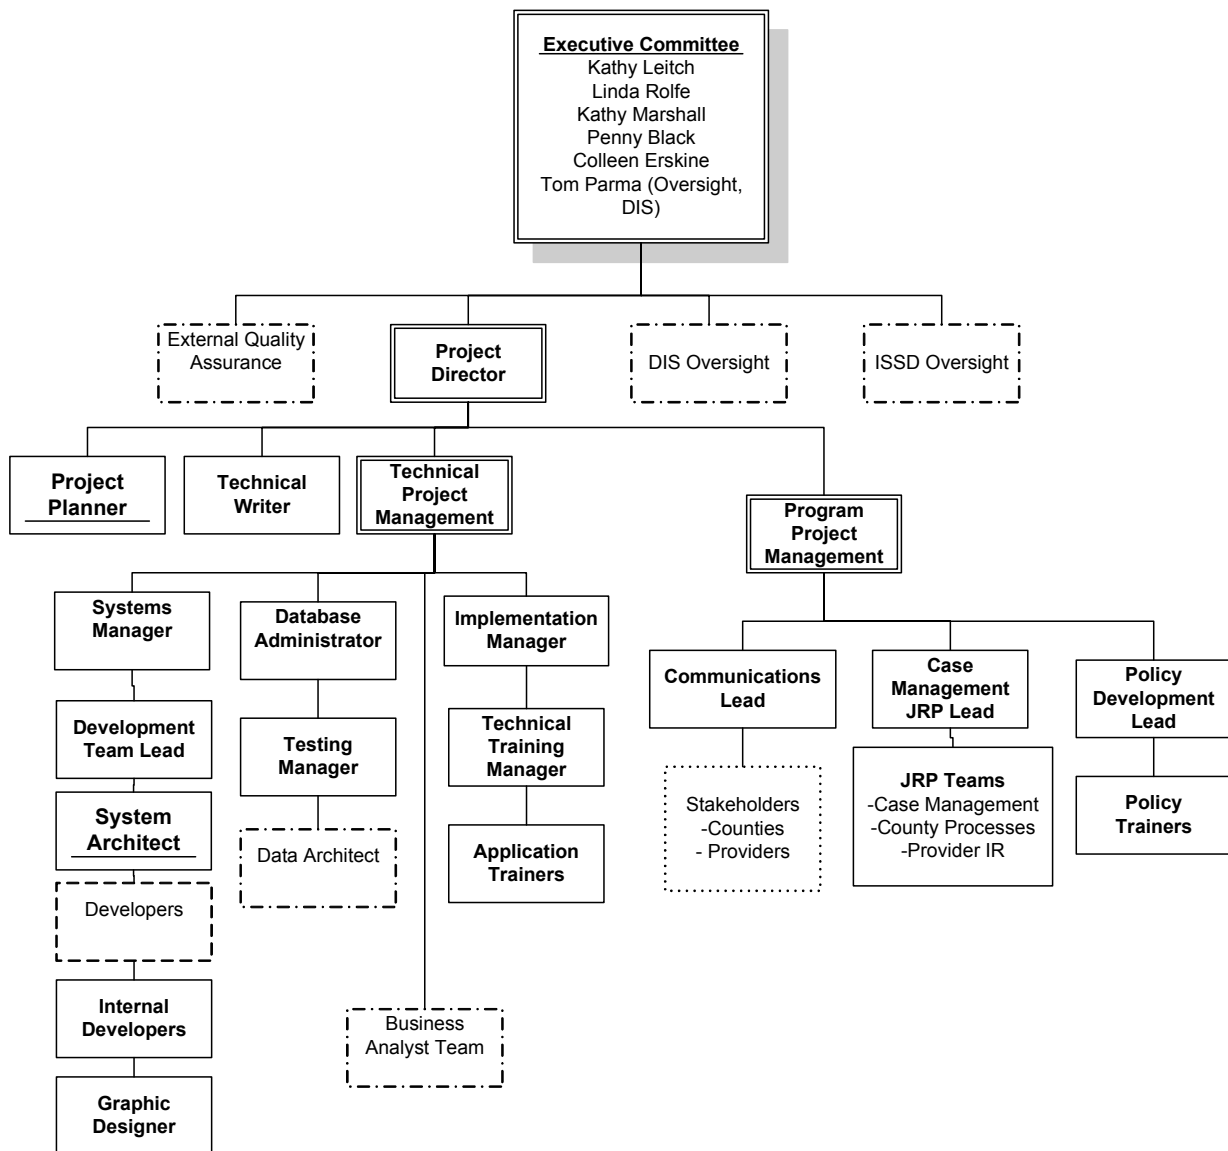 Executive Committee
Kathy Leitch
Linda Rolfe
Kathy Marshall
Penny Black
Colleen Erskine
Tom Parma (Oversight,
DIS)
External Quality
Assurance
Project
Director
DIS Oversight
ISSD Oversight
Project
Planner
Technical
Writer
Technical
Project
Management
Program
Project
Management
Systems
Manager
Database
Administrator
Implementation
Manager
Communications
Lead
Case
Management
JRP Lead
Policy
Development
Lead
Development
Team Lead
Testing
Manager
Technical
Training
Manager
Stakeholders
-Counties
- Providers
JRP Teams
-Case Management
-County Processes
-Provider IR
Policy
Trainers
System
Architect
Data Architect
Application
Trainers
Developers
Internal
Developers
Business
Analyst Team
Graphic
Designer